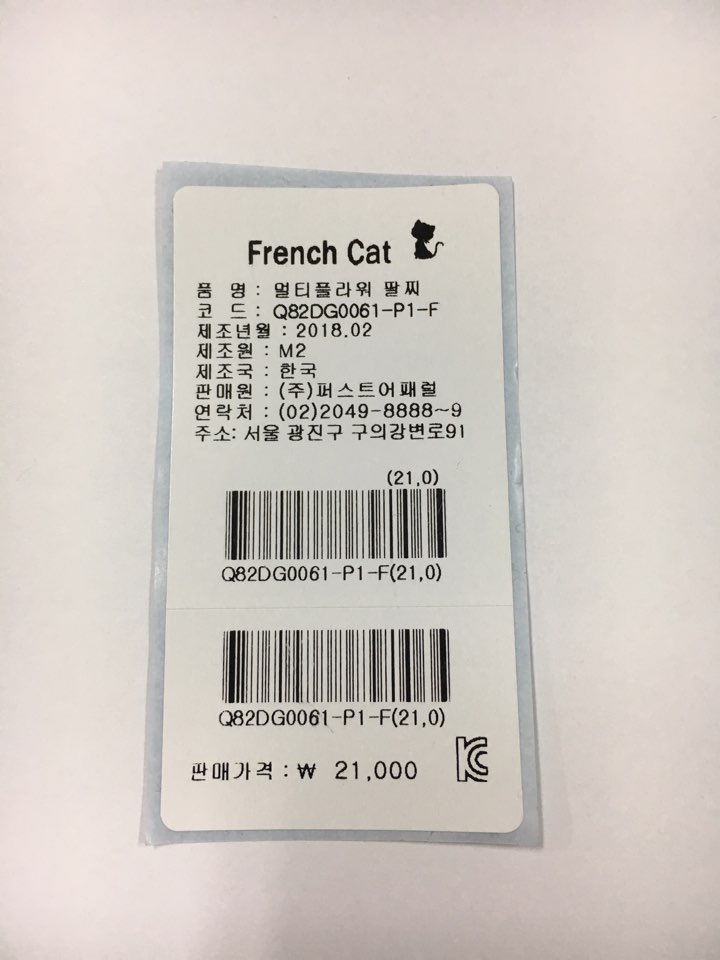 French Cat
품 명 : 멀티플라워 팔찌
코 드 : Q82DG0061-P1-F
제조년월 : 2018.02
제조원 : M2
제조국 : 한국
판매원 : (주)퍼스트어패럴
연락처 : (02)2049-8888~9
주소: 서울 광진구 구의강변로91
(21,0)
Q82DG0061-P1-F(21,0)
Q82DG0061-P1-F(21,0)
판매가격 : ₩ 21,000
KC